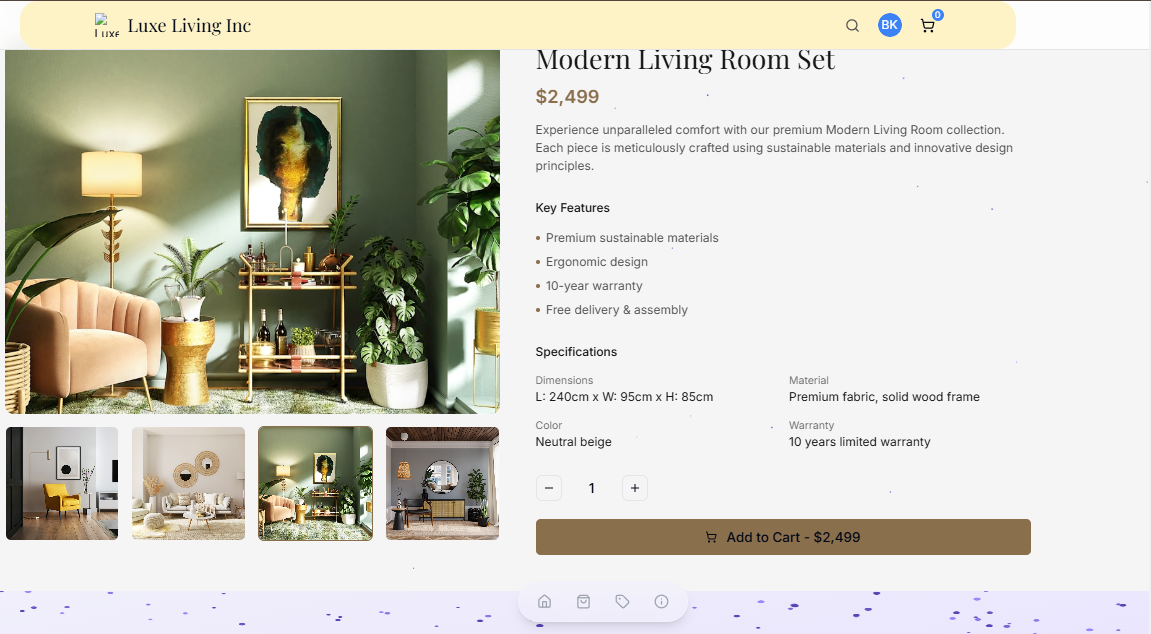 Luxe
Luxe Living Inc
BK
0
Modern Living Room Set
$2,499
Experience unparalleled comfort with our premium Modern Living Room collection.
Each piece is meticulously crafted using sustainable materials and innovative design
principles.
Key Features
• Premium sustainable materials
• Ergonomic design
• 10-year warranty
• Free delivery & assembly
Specifications
Dimensions
L: 240cm x W: 95cm x H: 85cm
Material
Premium fabric, solid wood frame
Color
Neutral beige
Warranty
10 years limited warranty
− 1 +
Add to Cart - $2,499